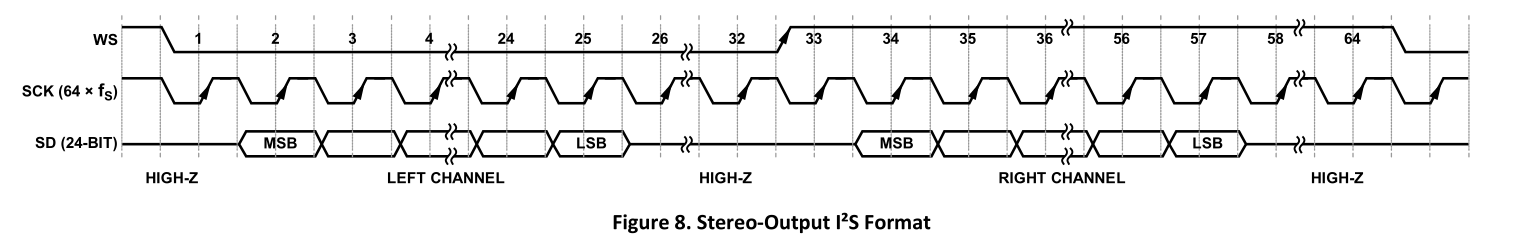 WS 1 2 3 4 24 25 26 32 33 34 35 36 56 57 58 64
SCK (64 × fS)
SD (24-BIT) MSB LSB MSB LSB
HIGH-Z LEFT CHANNEL HIGH-Z RIGHT CHANNEL HIGH-Z
Figure 8. Stereo-Output I²S Format